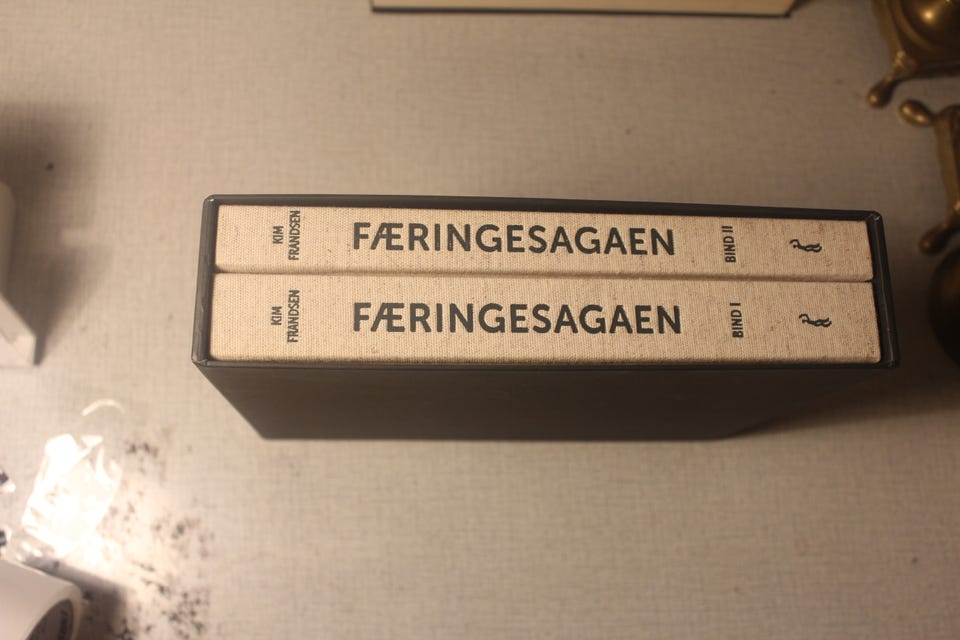 KIM
FRANDSEN
FÆRINGESAGAEN
BIND II
KIM
FRANDSEN
FÆRINGESAGAEN
BIND I